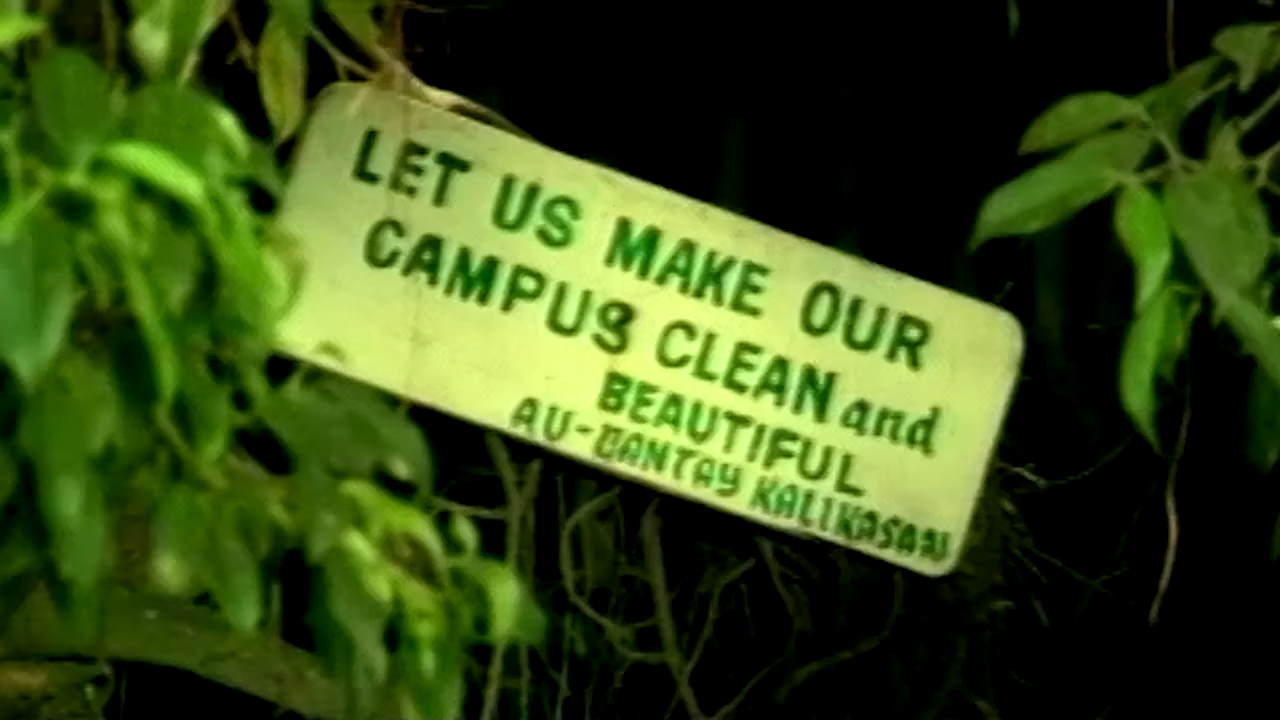 LET US MAKE OUR
CAMPUS CLEAN and
BEAUTIFUL
AU-BANTAY KALIKASAN